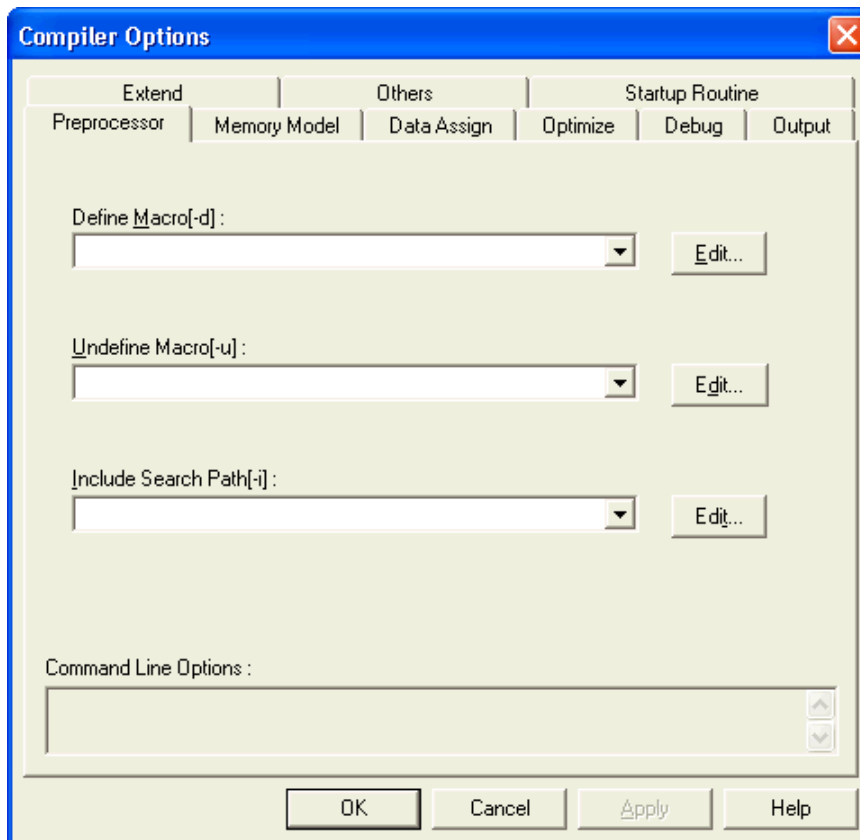 Compiler Options
Extend Others Startup Routine
Preprocessor Memory Model Data Assign Optimize Debug Output
Define Macro[-d] :
Edit...
Undefine Macro[-u] :
Edit...
Include Search Path[-i] :
Edit...
Command Line Options :
OK Cancel Apply Help